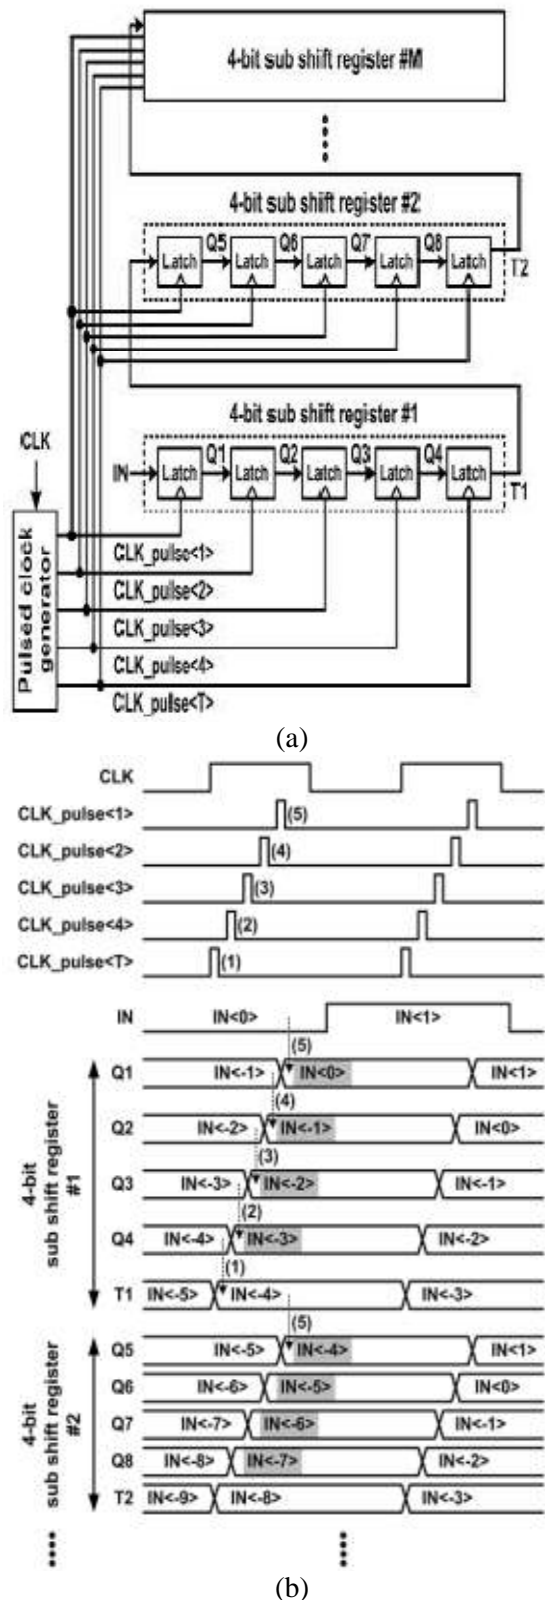 4-bit sub shift register #M
4-bit sub shift register #2
Q5 Q6 Q7 Q8
Latch Latch Latch Latch Latch
T2
4-bit sub shift register #1
CLK
Q1 Q2 Q3 Q4
IN Latch Latch Latch Latch Latch
T1
Pulsed clock generator
CLK_pulse<1>
CLK_pulse<2>
CLK_pulse<3>
CLK_pulse<4>
CLK_pulse<T>
(a)
CLK
CLK_pulse<1> (5)
CLK_pulse<2> (4)
CLK_pulse<3> (3)
CLK_pulse<4> (2)
CLK_pulse<T> (1)
IN IN<0> IN<1>
(5)
Q1 IN<-1> IN<0> IN<1>
(4)
Q2 IN<-2> IN<-1> IN<0>
(3)
Q3 IN<-3> IN<-2> IN<-1>
(2)
Q4 IN<-4> IN<-3> IN<-2>
(1)
T1 IN<-5> IN<-4> IN<-3>
4-bit
sub shift register
#1
(5)
Q5 IN<-5> IN<-4> IN<1>
Q6 IN<-6> IN<-5> IN<0>
Q7 IN<-7> IN<-6> IN<-1>
Q8 IN<-8> IN<-7> IN<-2>
T2 IN<-9> IN<-8> IN<-3>
4-bit
sub shift register
#2
(b)